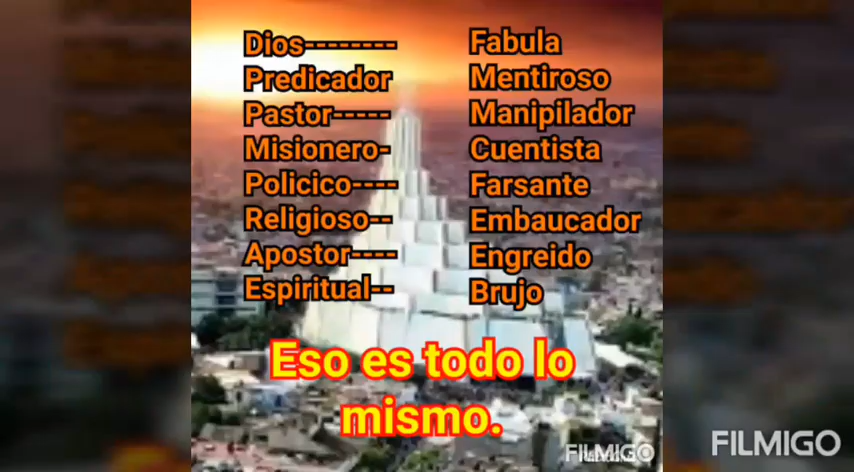 Dios-------- Fabula
Predicador Mentiroso
Pastor----- Manipilador
Misionero- Cuentista
Policico---- Farsante
Religioso-- Embaucador
Apostor---- Engreido
Espiritual-- Brujo
Eso es todo lo
mismo.
FILMIGO
FILMIGO